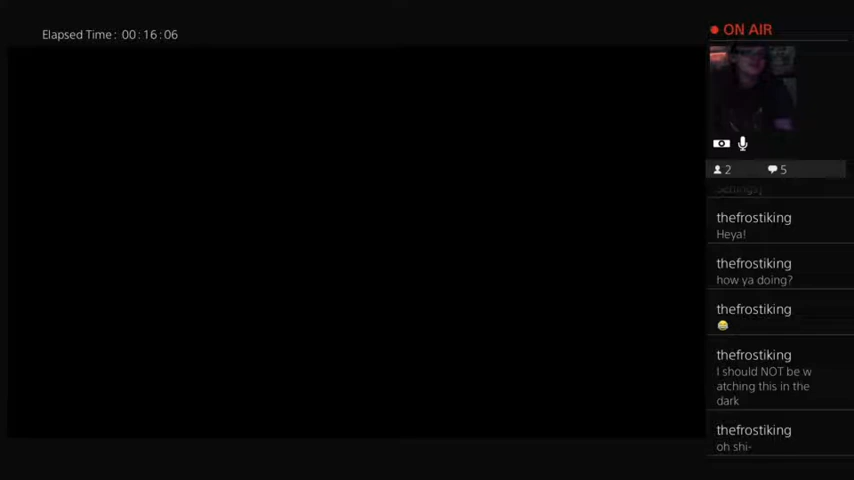 Elapsed Time: 00:16:06
ON AIR
2
5
Settings]
thefrostiking
Heya!
thefrostiking
how ya doing?
thefrostiking
😂
thefrostiking
I should NOT be w
atching this in the
dark
thefrostiking
oh shi-